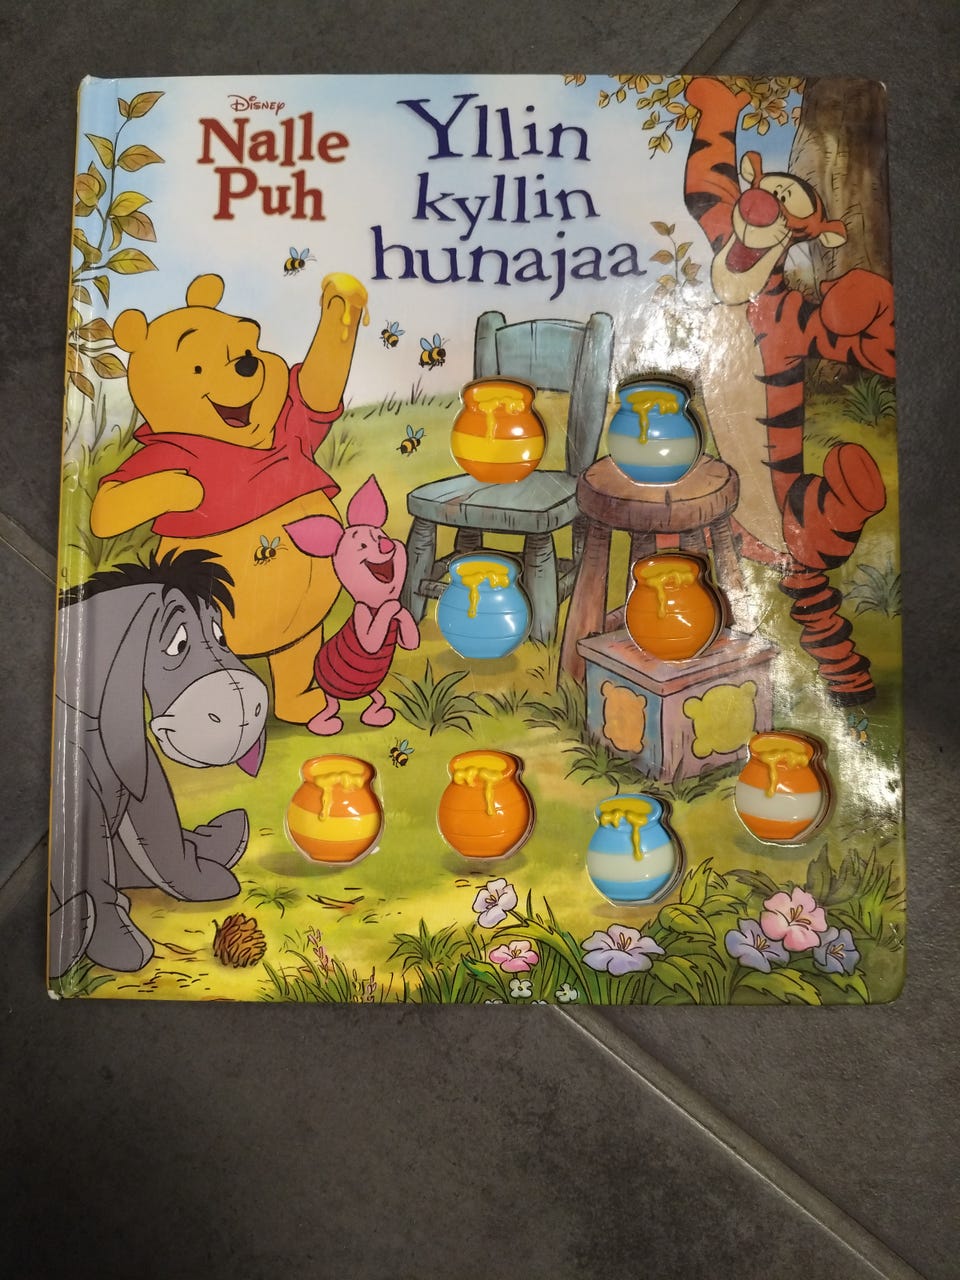 Disney
Nalle
Puh
Yllin
kyllin
hunajaa